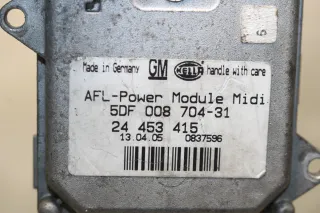 Made in Germany GM HELLA handle with care
AFL-Power Module Midi
5DF 008 704-31
24 453 415
13.04.05 0837596